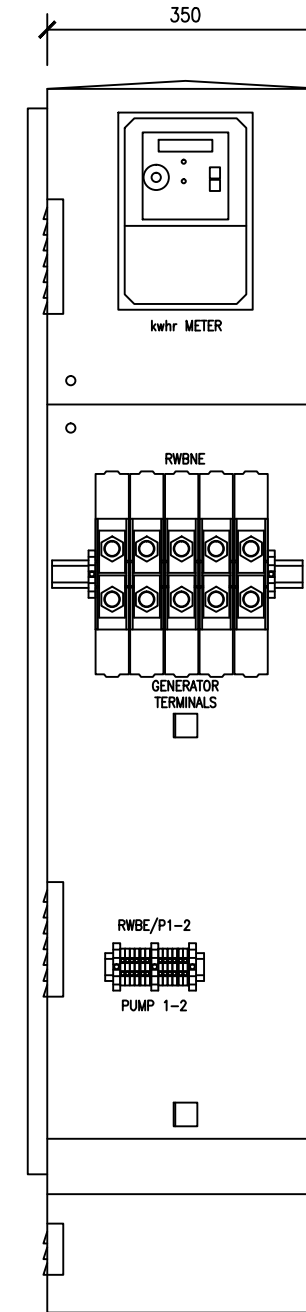 350
kwhr METER
RWBNE
GENERATOR
TERMINALS
RWBE/P1-2
PUMP 1-2